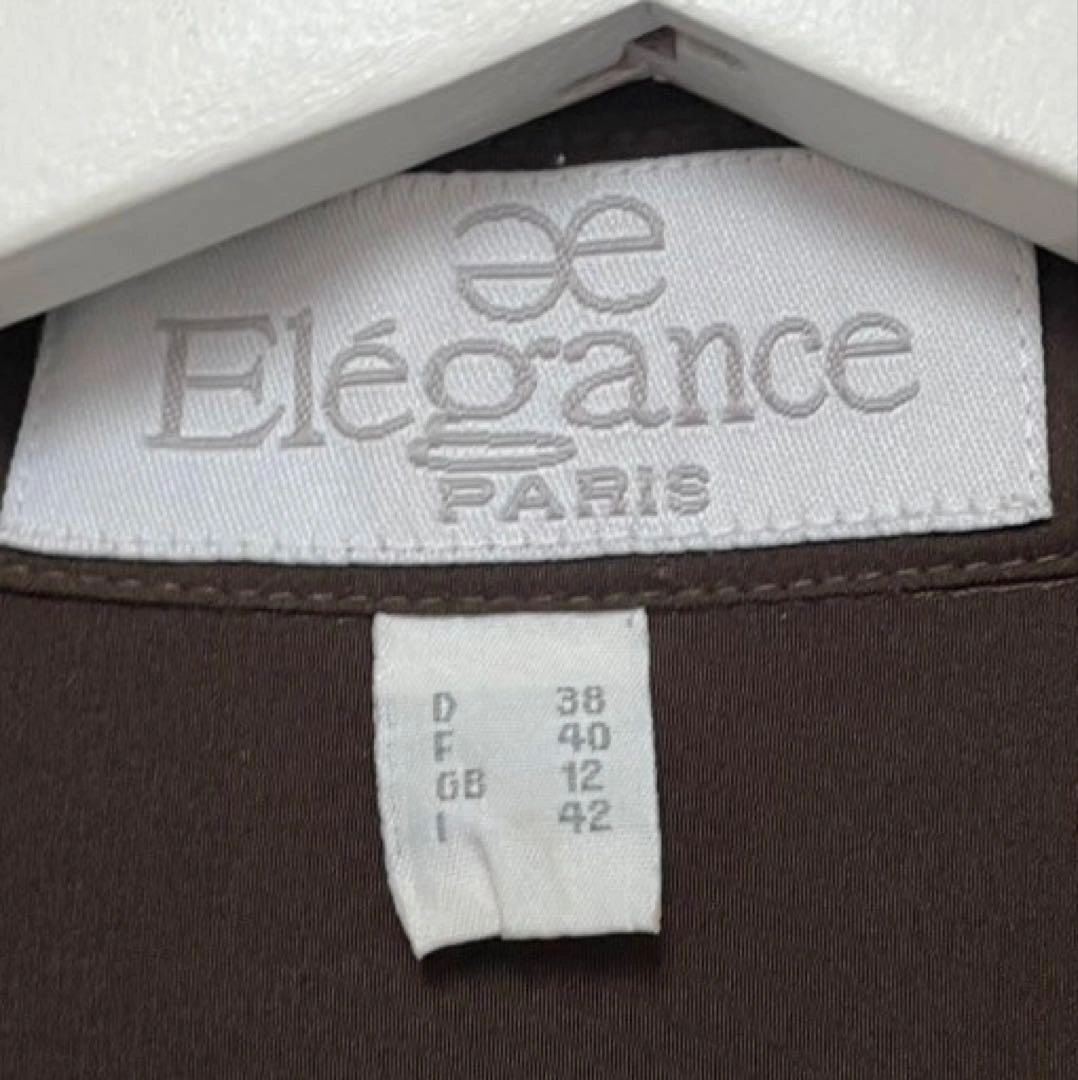 Elégance
PARIS
D 38
F 40
GB 12
I 42